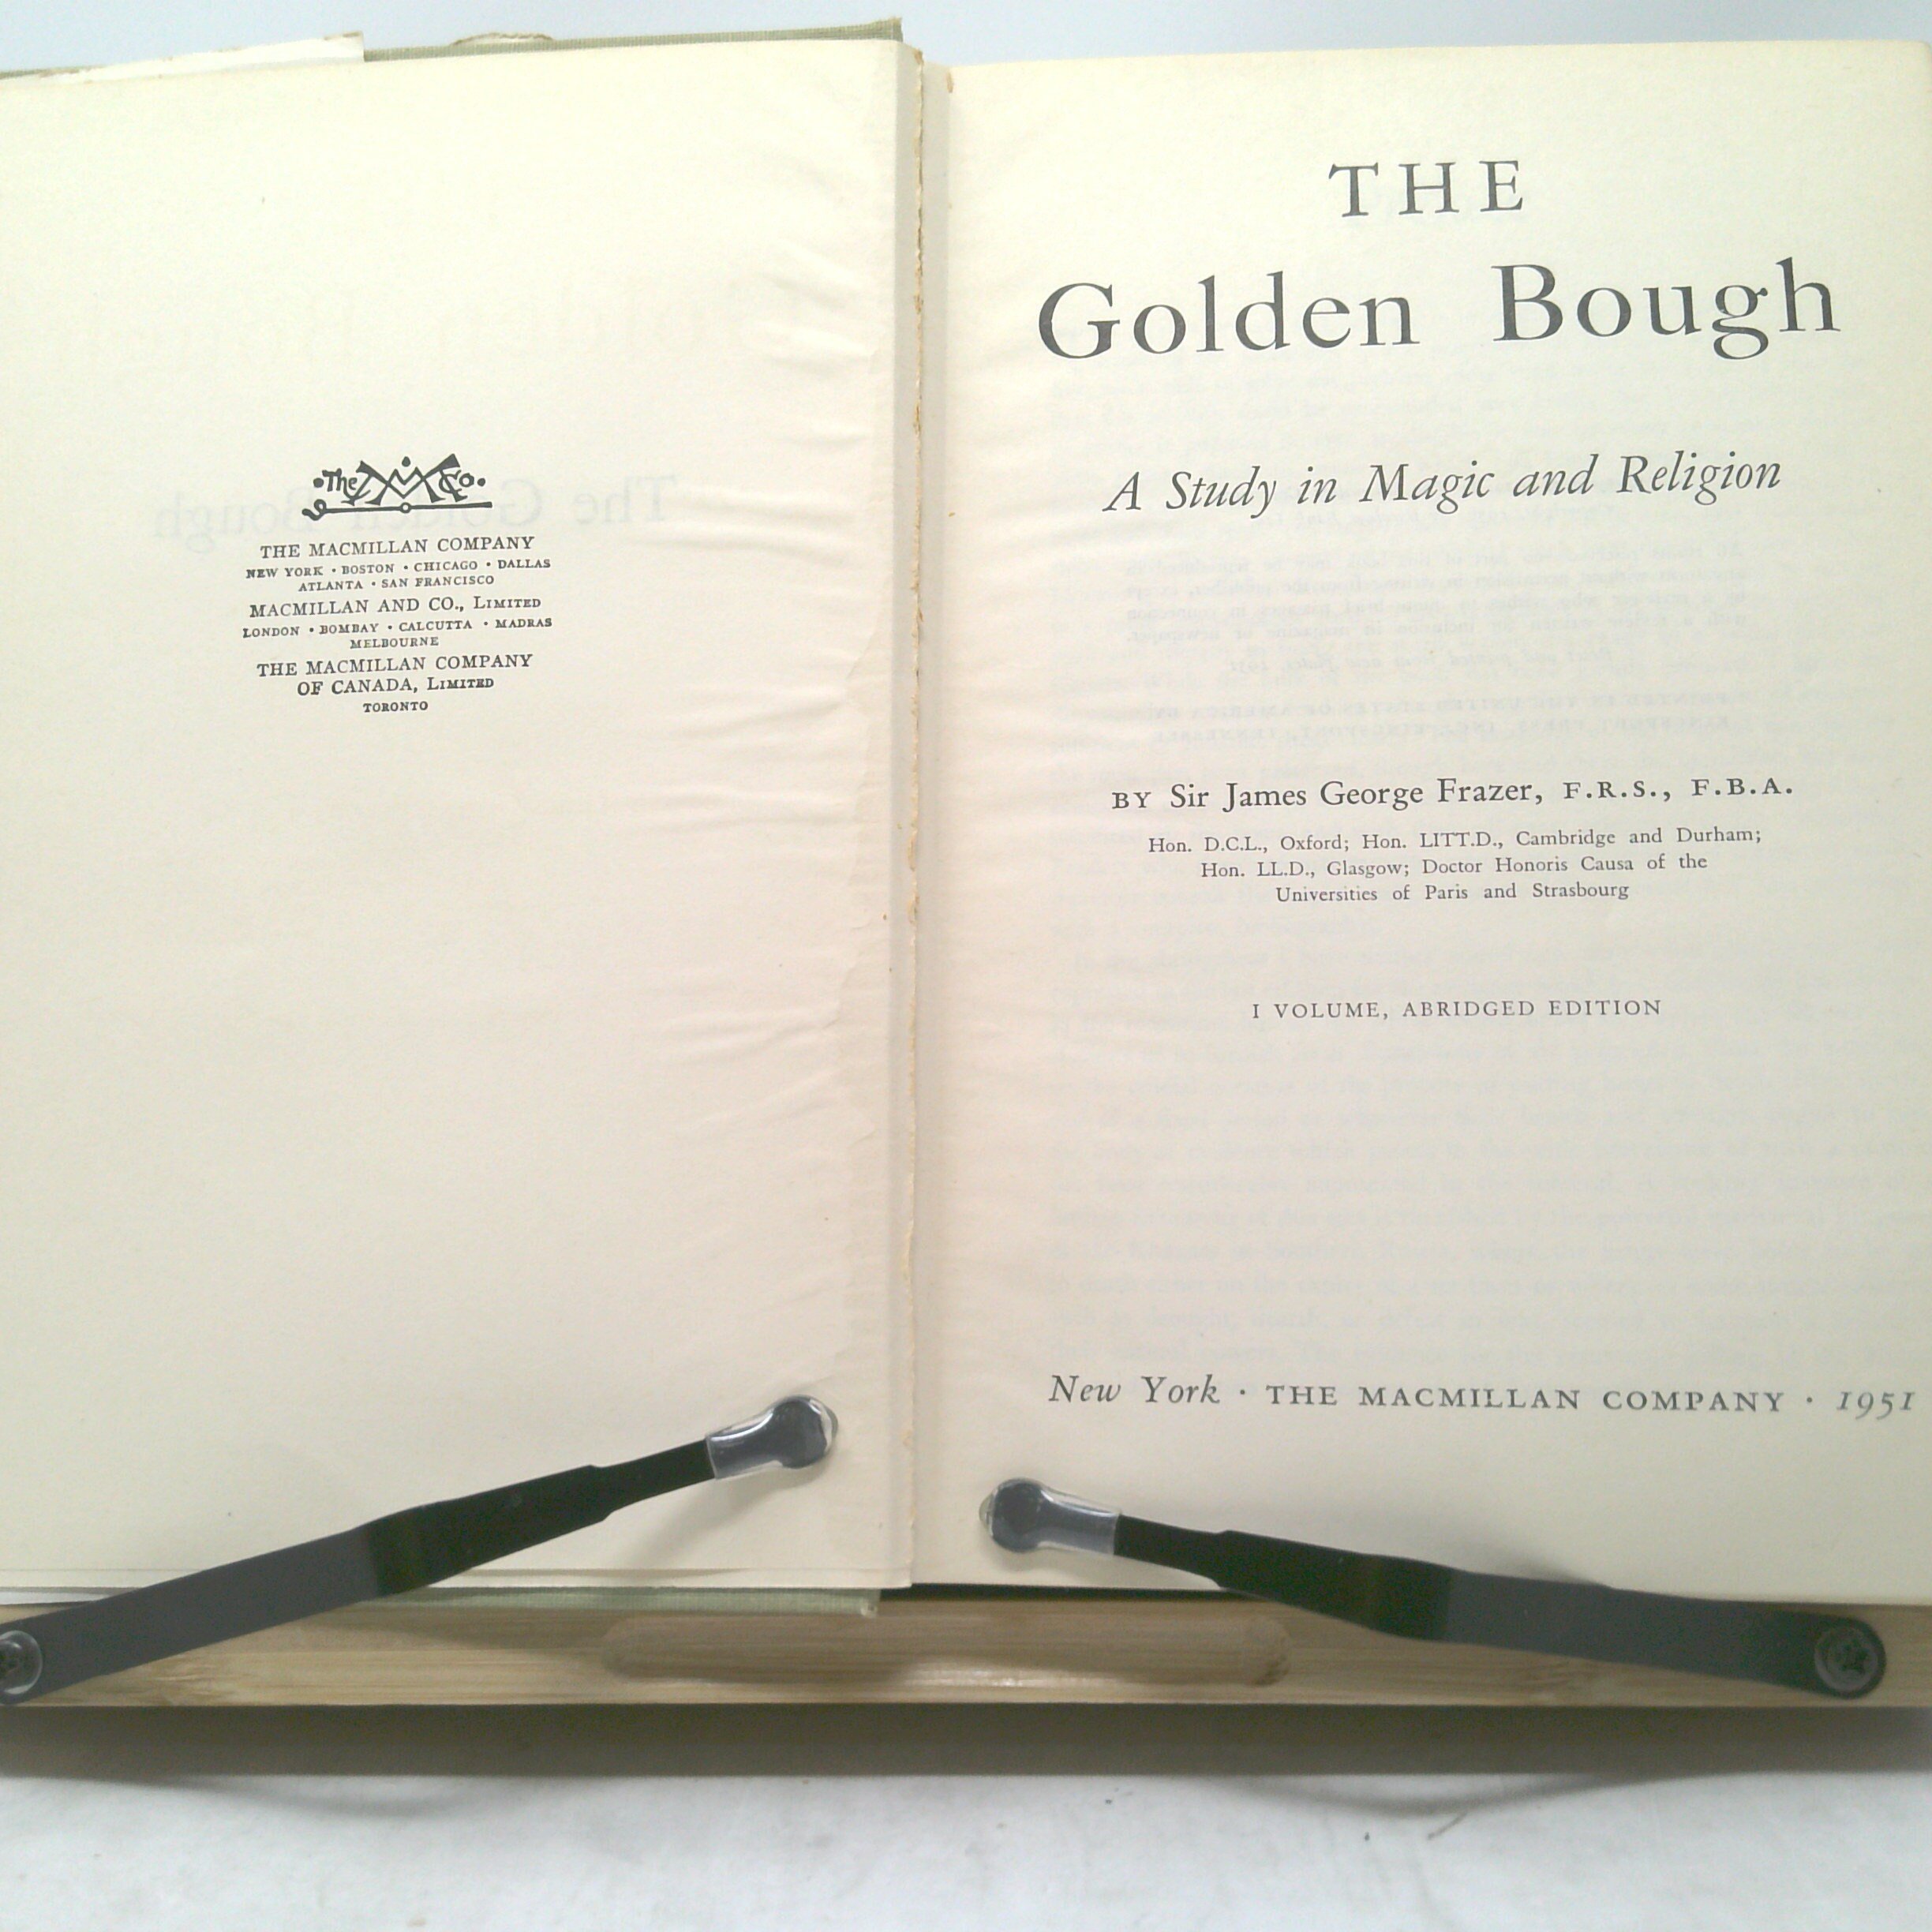 The M Co.
THE MACMILLAN COMPANY
NEW YORK • BOSTON • CHICAGO • DALLAS
ATLANTA • SAN FRANCISCO
MACMILLAN AND CO., LIMITED
LONDON • BOMBAY • CALCUTTA • MADRAS
MELBOURNE
THE MACMILLAN COMPANY
OF CANADA, LIMITED
TORONTO
The Golden Bough
THE
Golden Bough
A Study in Magic and Religion
BY Sir James George Frazer, F.R.S., F.B.A.
Hon. D.C.L., Oxford; Hon. LITT.D., Cambridge and Durham;
Hon. LL.D., Glasgow; Doctor Honoris Causa of the
Universities of Paris and Strasbourg
I VOLUME, ABRIDGED EDITION
New York · THE MACMILLAN COMPANY · 1951